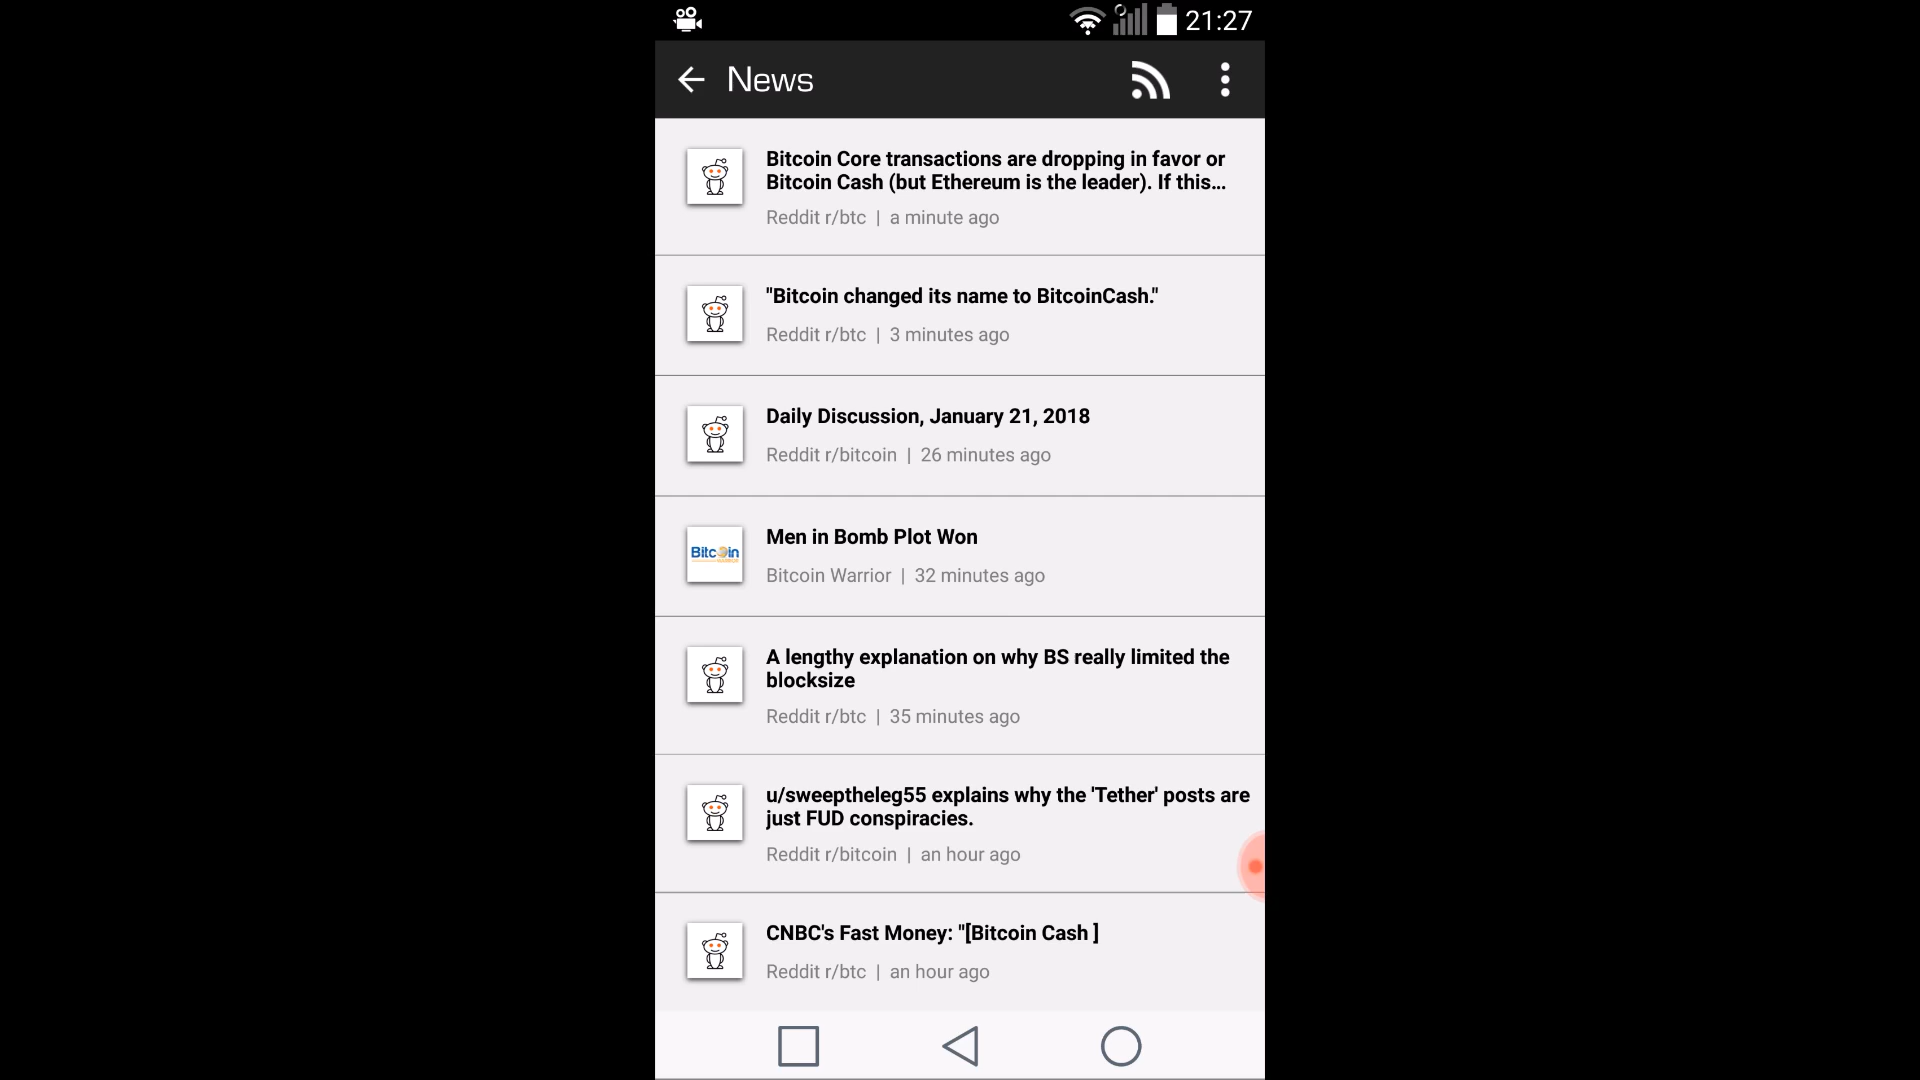 21:27
News
Bitcoin Core transactions are dropping in favor or
Bitcoin Cash (but Ethereum is the leader). If this...
Reddit r/btc | a minute ago
"Bitcoin changed its name to BitcoinCash."
Reddit r/btc | 3 minutes ago
Daily Discussion, January 21, 2018
Reddit r/bitcoin | 26 minutes ago
Bitcoin
Men in Bomb Plot Won
Bitcoin Warrior | 32 minutes ago
A lengthy explanation on why BS really limited the
blocksize
Reddit r/btc | 35 minutes ago
u/sweeptheleg55 explains why the 'Tether' posts are
just FUD conspiracies.
Reddit r/bitcoin | an hour ago
CNBC's Fast Money: "[Bitcoin Cash ]
Reddit r/btc | an hour ago